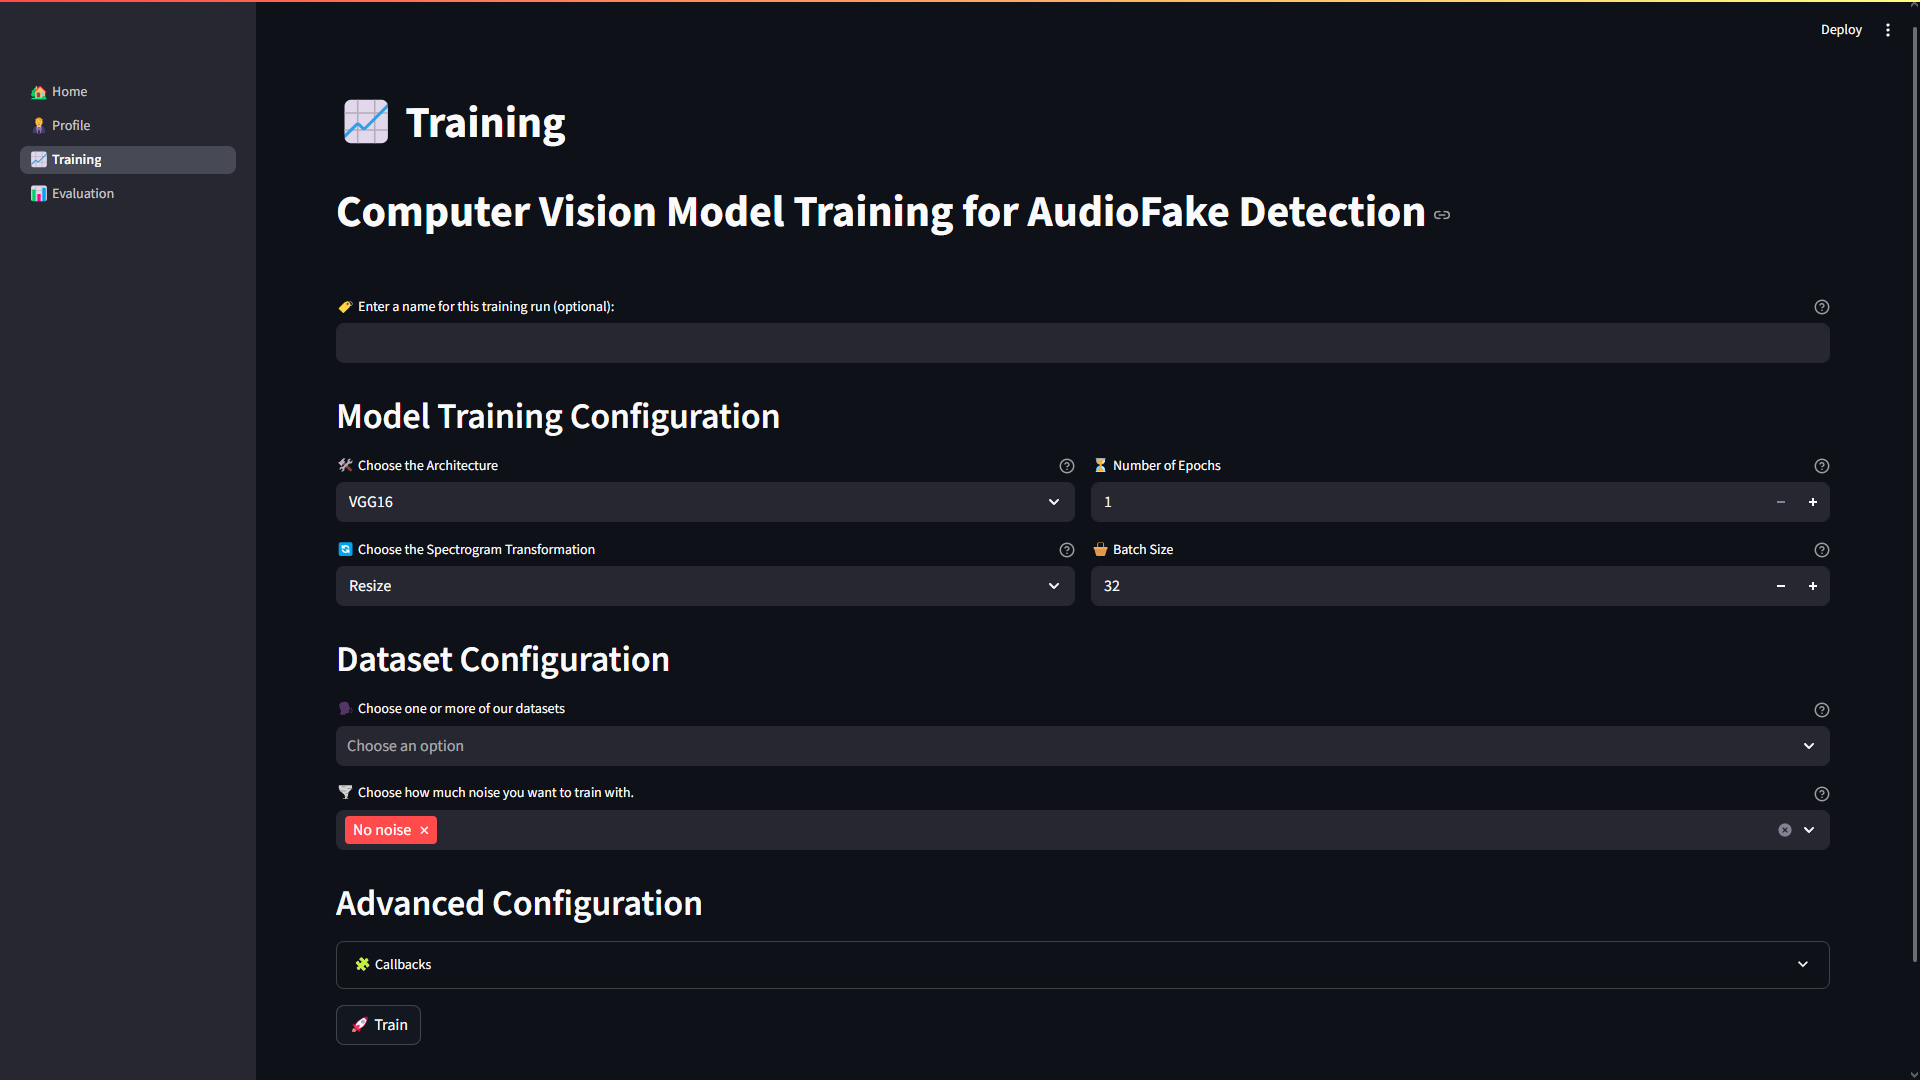 Deploy
Home
Profile
Training
Evaluation
Training
Computer Vision Model Training for AudioFake Detection
Enter a name for this training run (optional):
Model Training Configuration
Choose the Architecture
Number of Epochs
VGG16
1
Choose the Spectrogram Transformation
Batch Size
Resize
32
Dataset Configuration
Choose one or more of our datasets
Choose an option
Choose how much noise you want to train with.
No noise
Advanced Configuration
Callbacks
Train